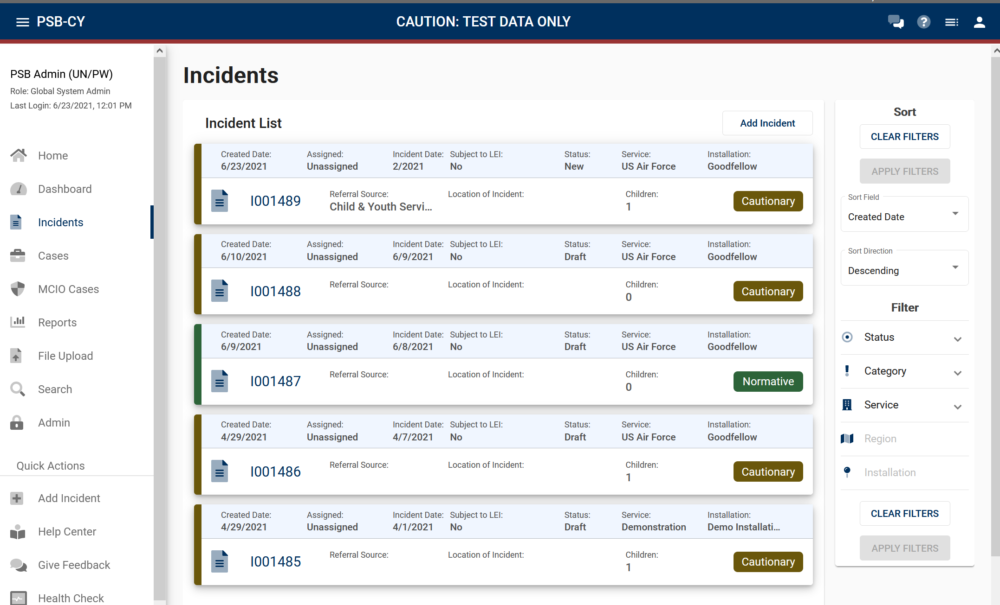 PSB-CY
CAUTION: TEST DATA ONLY
PSB Admin (UN/PW)
Role: Global System Admin
Last Login: 6/23/2021, 12:01 PM
Home
Dashboard
Incidents
Cases
MCIO Cases
Reports
File Upload
Search
Admin
Quick Actions
Add Incident
Help Center
Give Feedback
Health Check
Incidents
Incident List
Add Incident
Created Date: Assigned: Incident Date: Subject to LEI: Status: Service: Installation:
6/23/2021 Unassigned 2/2021 No New US Air Force Goodfellow
Referral Source: Location of Incident: Children:
I001489 Child & Youth Servi... 1 Cautionary
Created Date: Assigned: Incident Date: Subject to LEI: Status: Service: Installation:
6/10/2021 Unassigned 6/9/2021 No Draft US Air Force Goodfellow
Referral Source: Location of Incident: Children:
I001488 0 Cautionary
Created Date: Assigned: Incident Date: Subject to LEI: Status: Service: Installation:
6/9/2021 Unassigned 6/8/2021 No Draft US Air Force Goodfellow
Referral Source: Location of Incident: Children:
I001487 0 Normative
Created Date: Assigned: Incident Date: Subject to LEI: Status: Service: Installation:
4/29/2021 Unassigned 4/7/2021 No Draft US Air Force Goodfellow
Referral Source: Location of Incident: Children:
I001486 1 Cautionary
Created Date: Assigned: Incident Date: Subject to LEI: Status: Service: Installation:
4/29/2021 Unassigned 4/1/2021 No Draft Demonstration Demo Installati...
Referral Source: Location of Incident: Children:
I001485 1 Cautionary
Sort
CLEAR FILTERS
APPLY FILTERS
Sort Field
Created Date
Sort Direction
Descending
Filter
Status
Category
Service
Region
Installation
CLEAR FILTERS
APPLY FILTERS